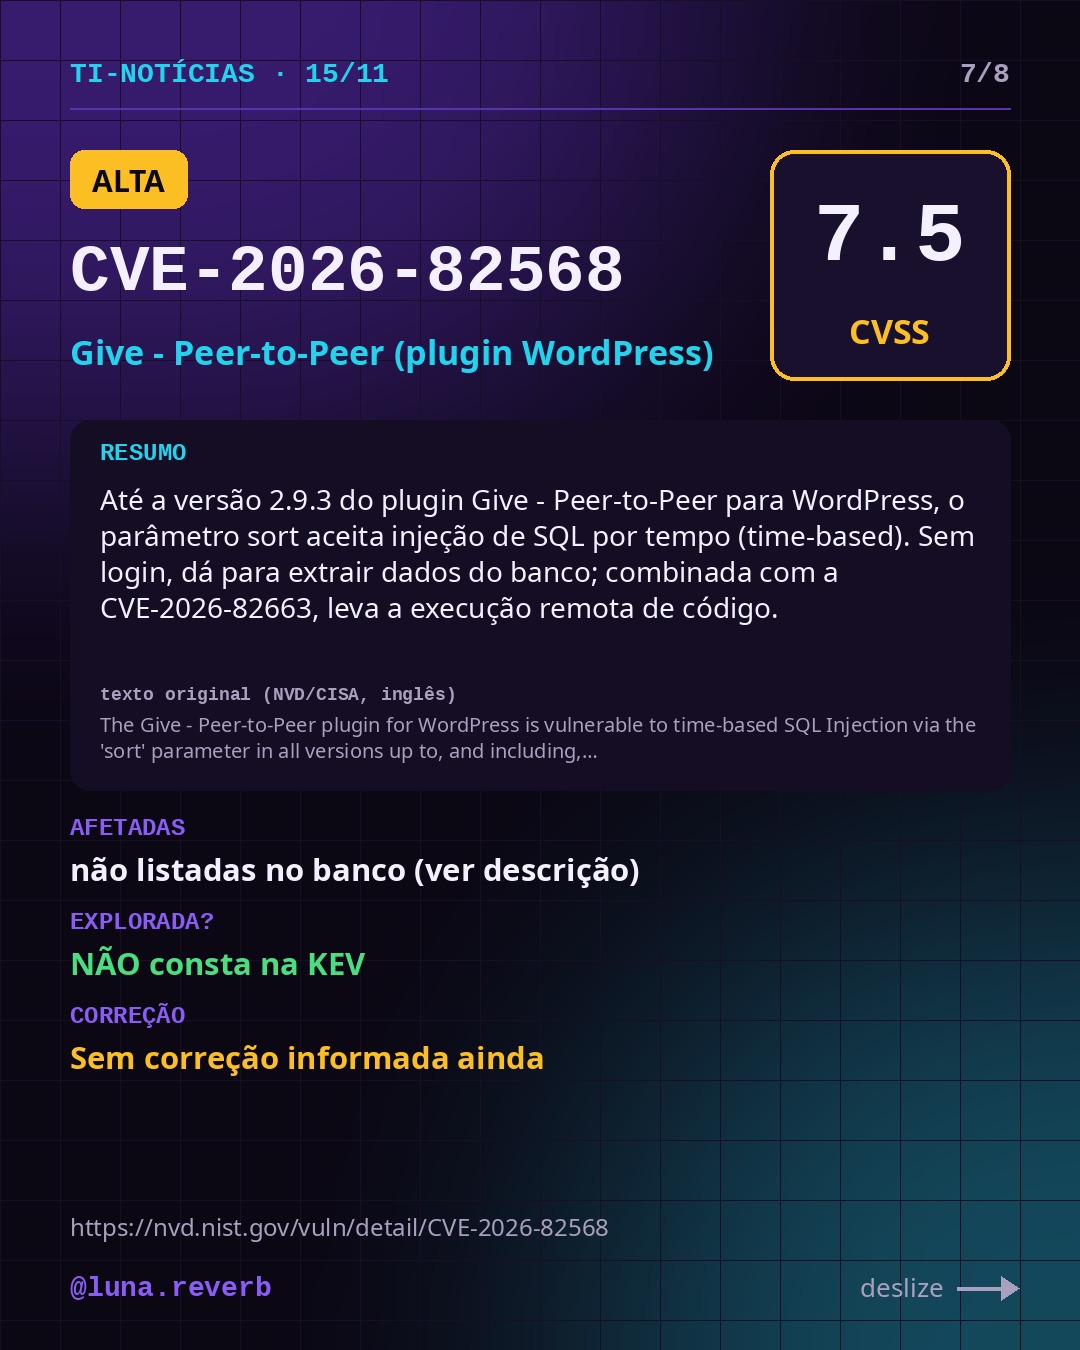 TI-NOTÍCIAS · 15/11
7/8
ALTA
CVE-2026-82568
Give - Peer-to-Peer (plugin WordPress)
7.5
CVSS
RESUMO
Até a versão 2.9.3 do plugin Give - Peer-to-Peer para WordPress, o
parâmetro sort aceita injeção de SQL por tempo (time-based). Sem
login, dá para extrair dados do banco; combinada com a
CVE-2026-82663, leva a execução remota de código.
texto original (NVD/CISA, inglês)
The Give - Peer-to-Peer plugin for WordPress is vulnerable to time-based SQL Injection via the
'sort' parameter in all versions up to, and including,...
AFETADAS
não listadas no banco (ver descrição)
EXPLORADA?
NÃO consta na KEV
CORREÇÃO
Sem correção informada ainda
https://nvd.nist.gov/vuln/detail/CVE-2026-82568
@luna.reverb
deslize